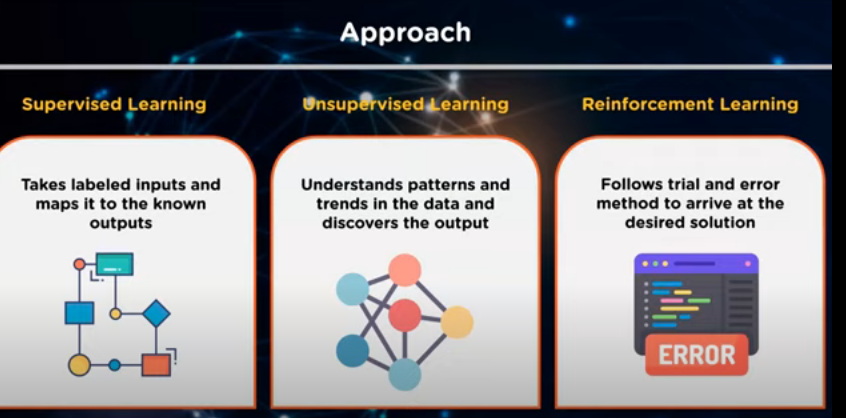 Approach
Supervised Learning
Takes labeled inputs and
maps it to the known
outputs
Unsupervised Learning
Understands patterns and
trends in the data and
discovers the output
Reinforcement Learning
Follows trial and error
method to arrive at the
desired solution
ERROR